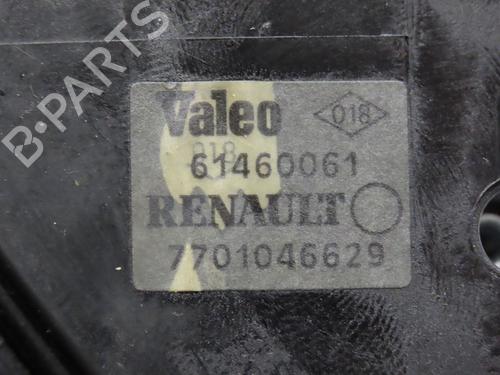 B-PARTS
Valeo 018
018
61460061
RENAULT
7701046629